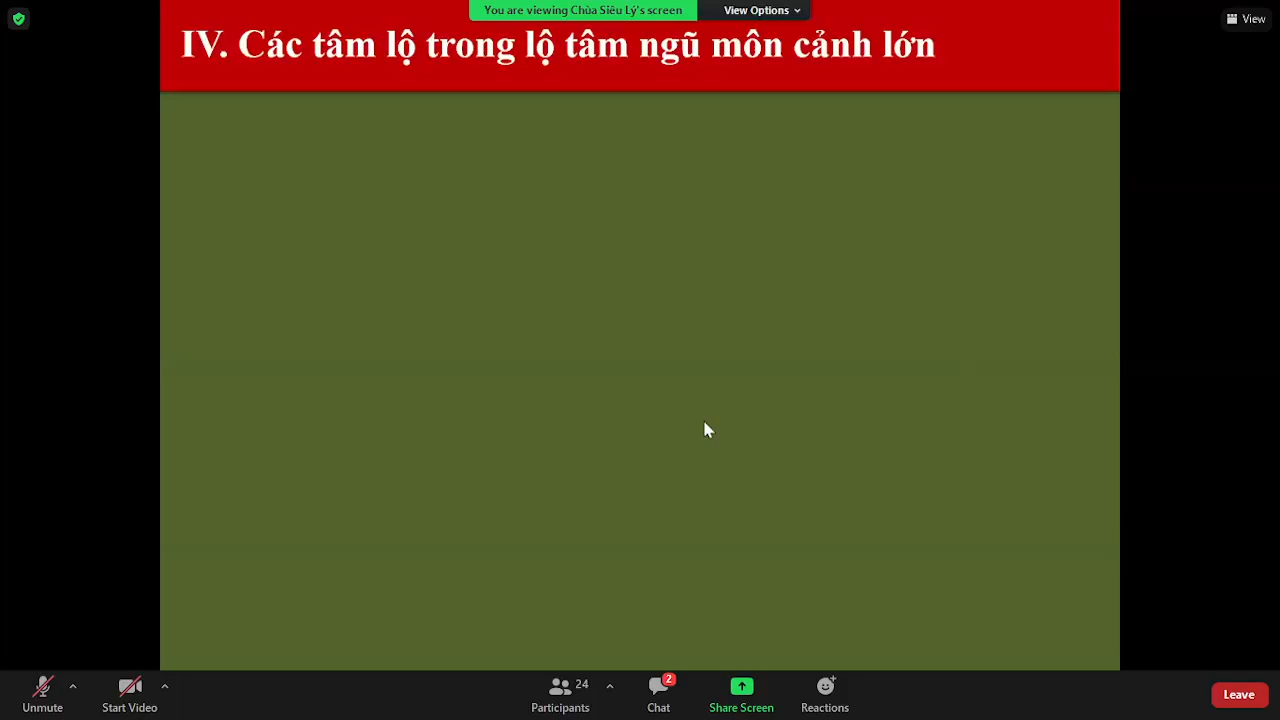 You are viewing Chùa Siêu Lý's screen
View Options
View
IV. Các tâm lộ trong lộ tâm ngũ môn cảnh lớn
Unmute
Start Video
24
Participants
2
Chat
Share Screen
Reactions
Leave